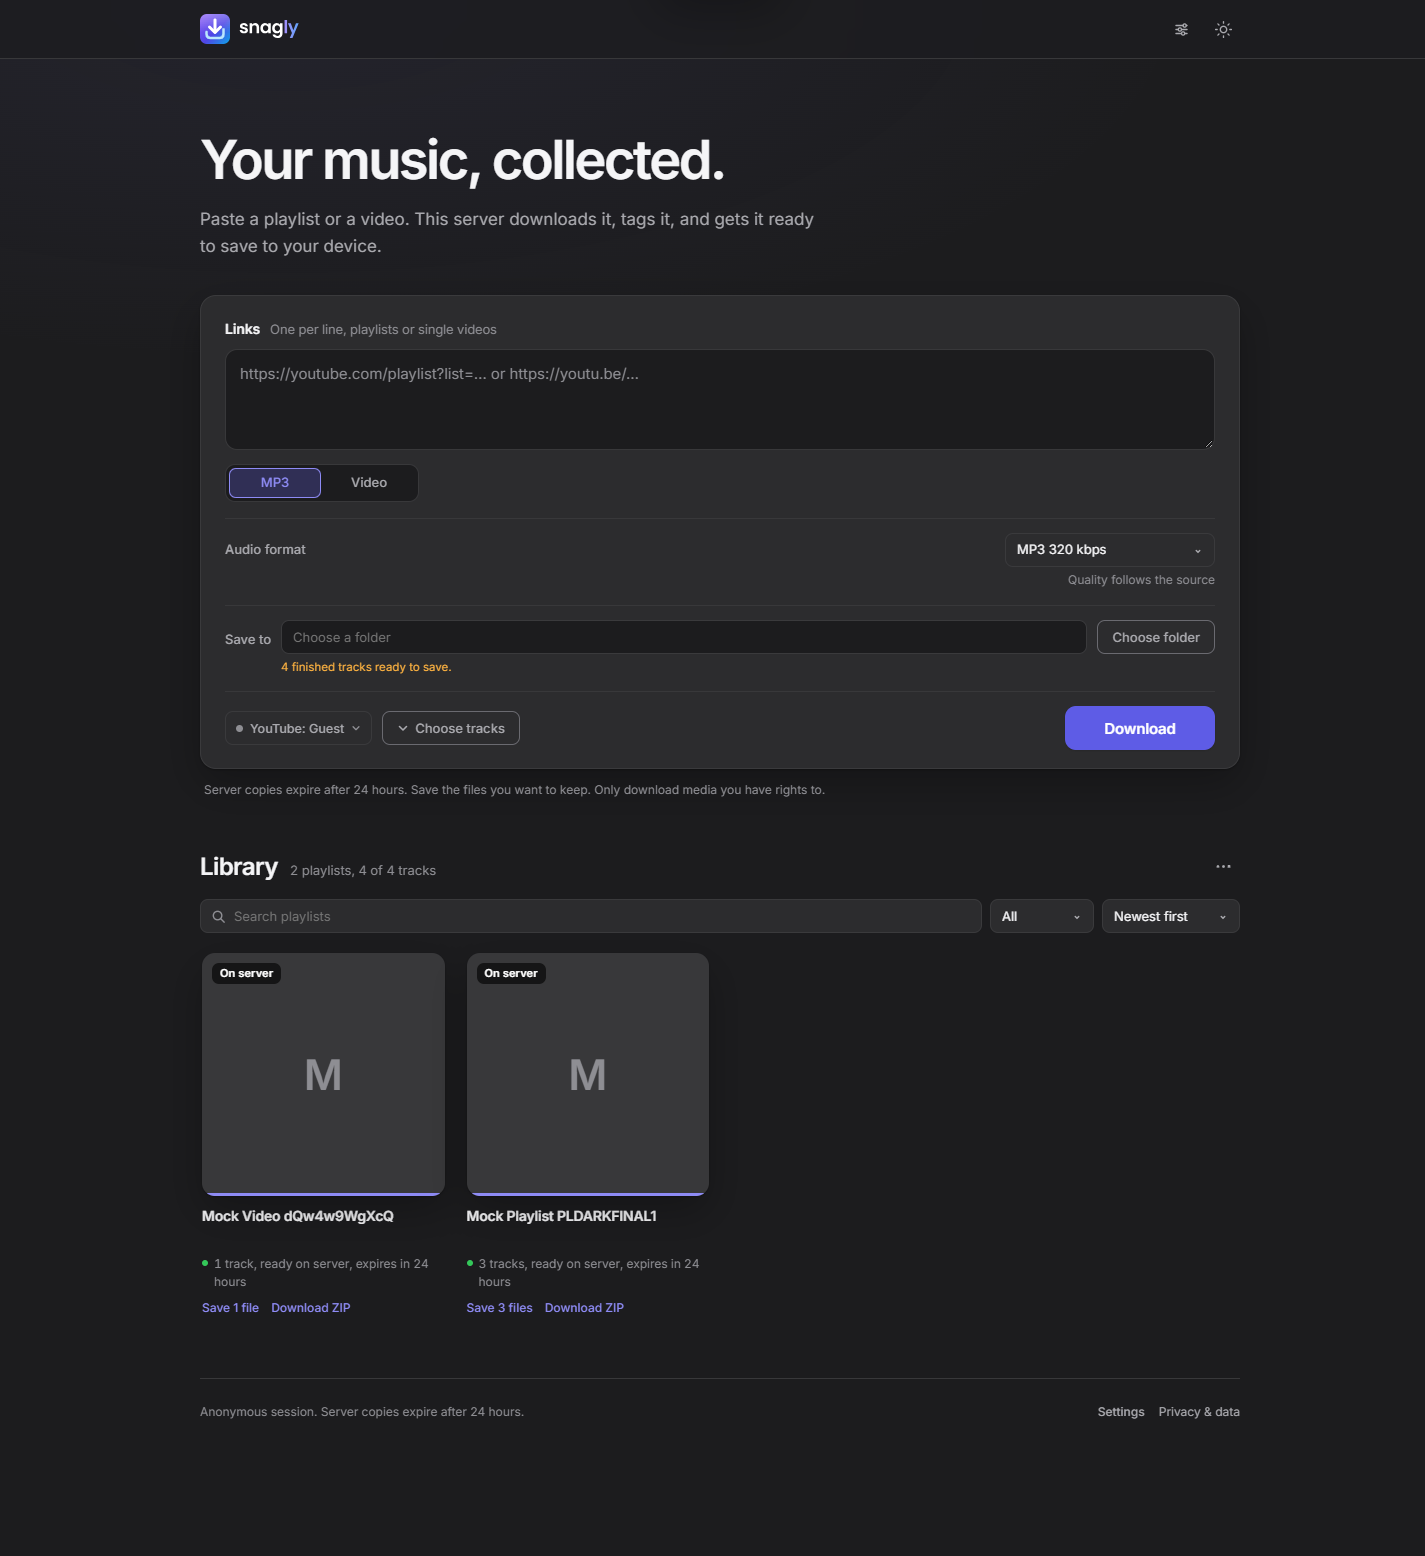 snagly
Your music, collected.
Paste a playlist or a video. This server downloads it, tags it, and gets it ready
to save to your device.
Links One per line, playlists or single videos
https://youtube.com/playlist?list=... or https://youtu.be/...
MP3 Video
Audio format MP3 320 kbps
Quality follows the source
Save to Choose a folder Choose folder
4 finished tracks ready to save.
YouTube: Guest Choose tracks Download
Server copies expire after 24 hours. Save the files you want to keep. Only download media you have rights to.
Library 2 playlists, 4 of 4 tracks
Search playlists All Newest first
On server On server
M M
Mock Video dQw4w9WgXcQ Mock Playlist PLDARKFINAL1
1 track, ready on server, expires in 24 3 tracks, ready on server, expires in 24
hours hours
Save 1 file Download ZIP Save 3 files Download ZIP
Anonymous session. Server copies expire after 24 hours. Settings Privacy & data